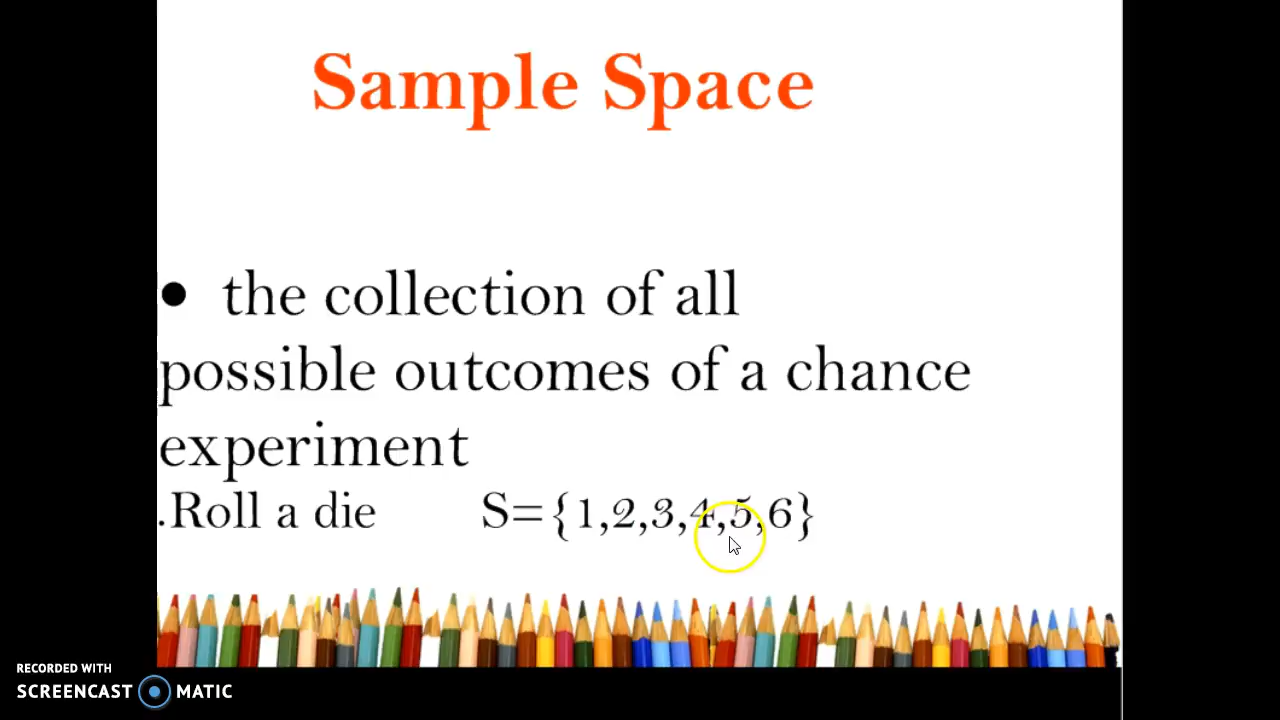 Sample Space
• the collection of all
possible outcomes of a chance
experiment
.Roll a die S={1,2,3,4,5,6}
RECORDED WITH
SCREENCAST MATIC